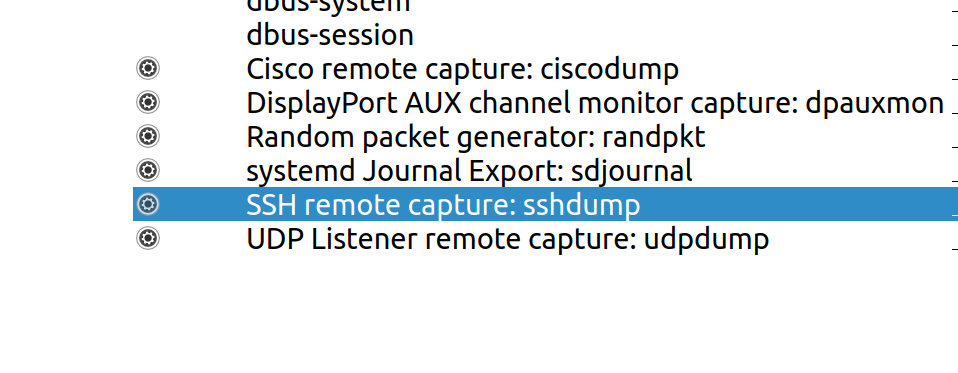 dbus-system
dbus-session
Cisco remote capture: ciscodump
DisplayPort AUX channel monitor capture: dpauxmon
Random packet generator: randpkt
systemd Journal Export: sdjournal
SSH remote capture: sshdump
UDP Listener remote capture: udpdump